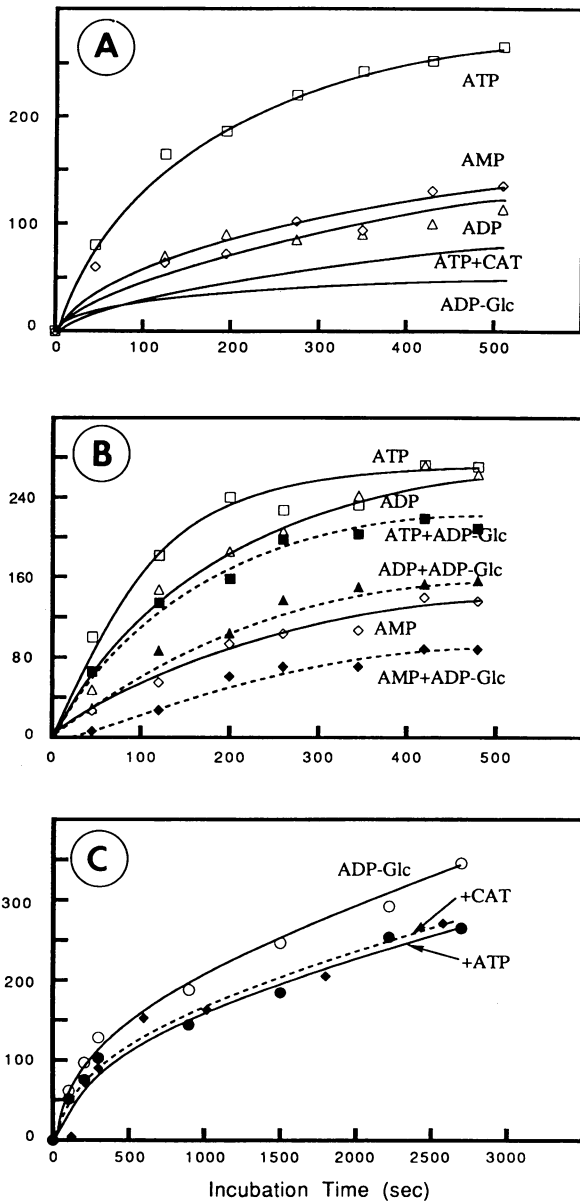 A
ATP
200
AMP
100
ADP
ATP+CAT
ADP-Glc
0
0 100 200 300 400 500
B
ATP
240
ADP
ATP+ADP-Glc
160
ADP+ADP-Glc
80
AMP
AMP+ADP-Glc
0
0 100 200 300 400 500
C
ADP-Glc
+CAT
300
+ATP
200
100
0
0 500 1000 1500 2000 2500 3000
Incubation Time (sec)